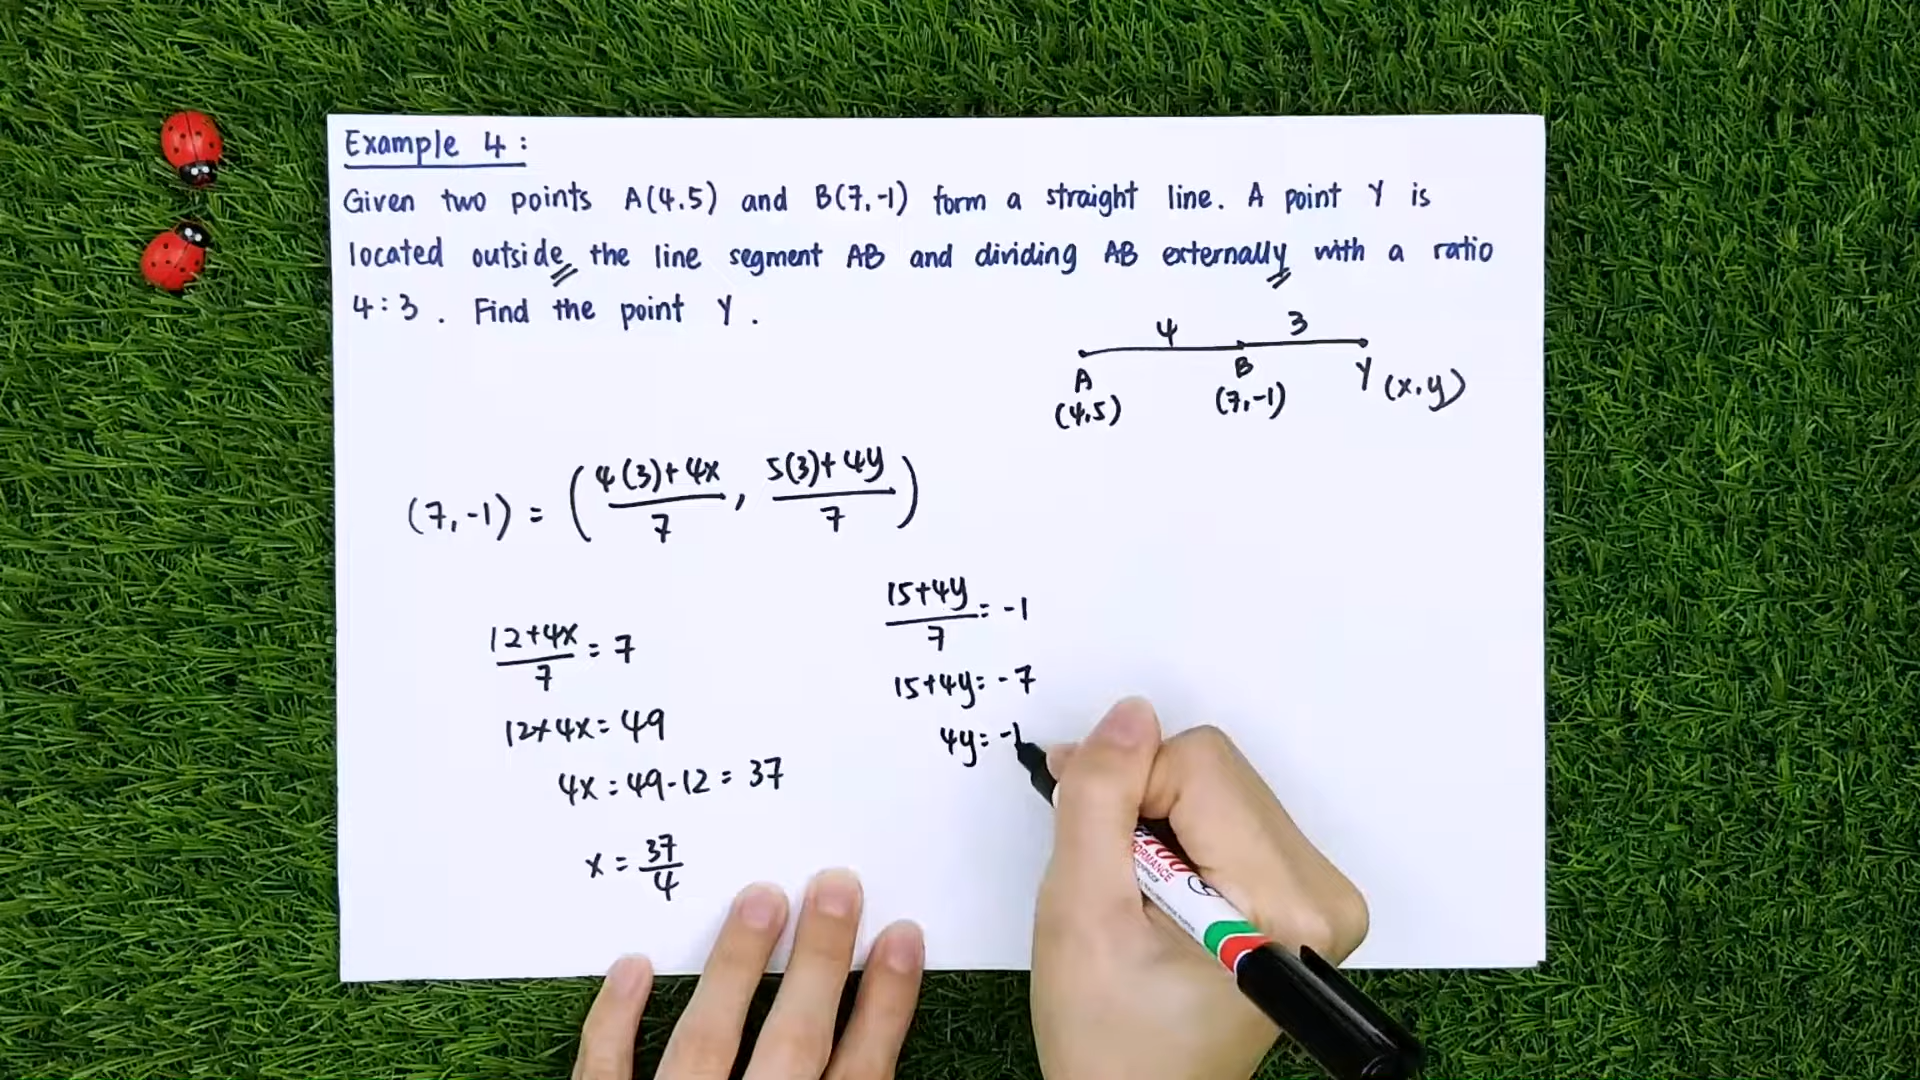 Example 4:
Given two points A(4,5) and B(7,-1) form a straight line. A point Y is
located outside the line segment AB and dividing AB externally with a ratio
4:3. Find the point Y.
4 3
A B Y (x,y)
(4,5) (7,-1)
(7,-1) = ( 4(3)+4x / 7 , 5(3)+4y / 7 )
12+4x / 7 = 7
12+4x = 49
4x = 49-12 = 37
x = 37/4
15+4y / 7 = -1
15+4y = -7
4y = -1
ORMANCE